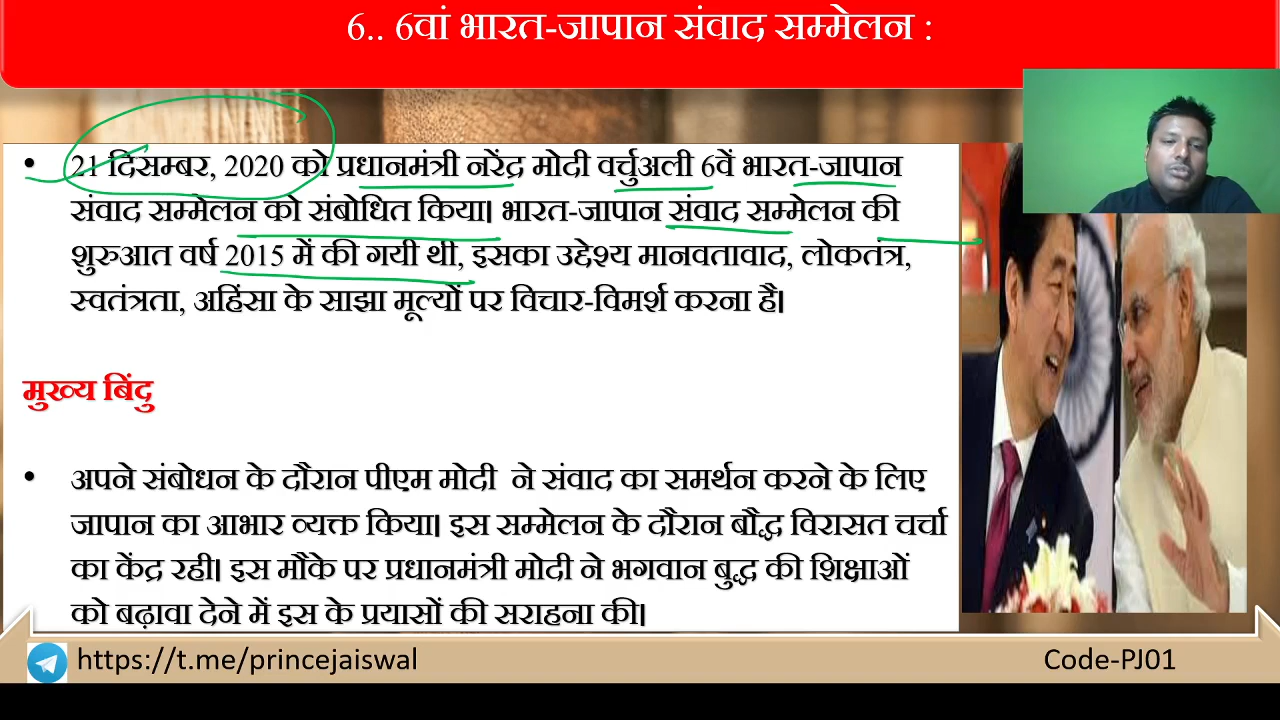 6.. 6वां भारत-जापान संवाद सम्मेलन :
• 21 दिसम्बर, 2020 को प्रधानमंत्री नरेंद्र मोदी वर्चुअली 6वें भारत-जापान
संवाद सम्मेलन को संबोधित किया। भारत-जापान संवाद सम्मेलन की
शुरुआत वर्ष 2015 में की गयी थी, इसका उद्देश्य मानवतावाद, लोकतंत्र,
स्वतंत्रता, अहिंसा के साझा मूल्यों पर विचार-विमर्श करना है।
मुख्य बिंदु
• अपने संबोधन के दौरान पीएम मोदी ने संवाद का समर्थन करने के लिए
जापान का आभार व्यक्त किया। इस सम्मेलन के दौरान बौद्ध विरासत चर्चा
का केंद्र रही। इस मौके पर प्रधानमंत्री मोदी ने भगवान बुद्ध की शिक्षाओं
को बढ़ावा देने में इस के प्रयासों की सराहना की।
https://t.me/princejaiswal
Code-PJ01